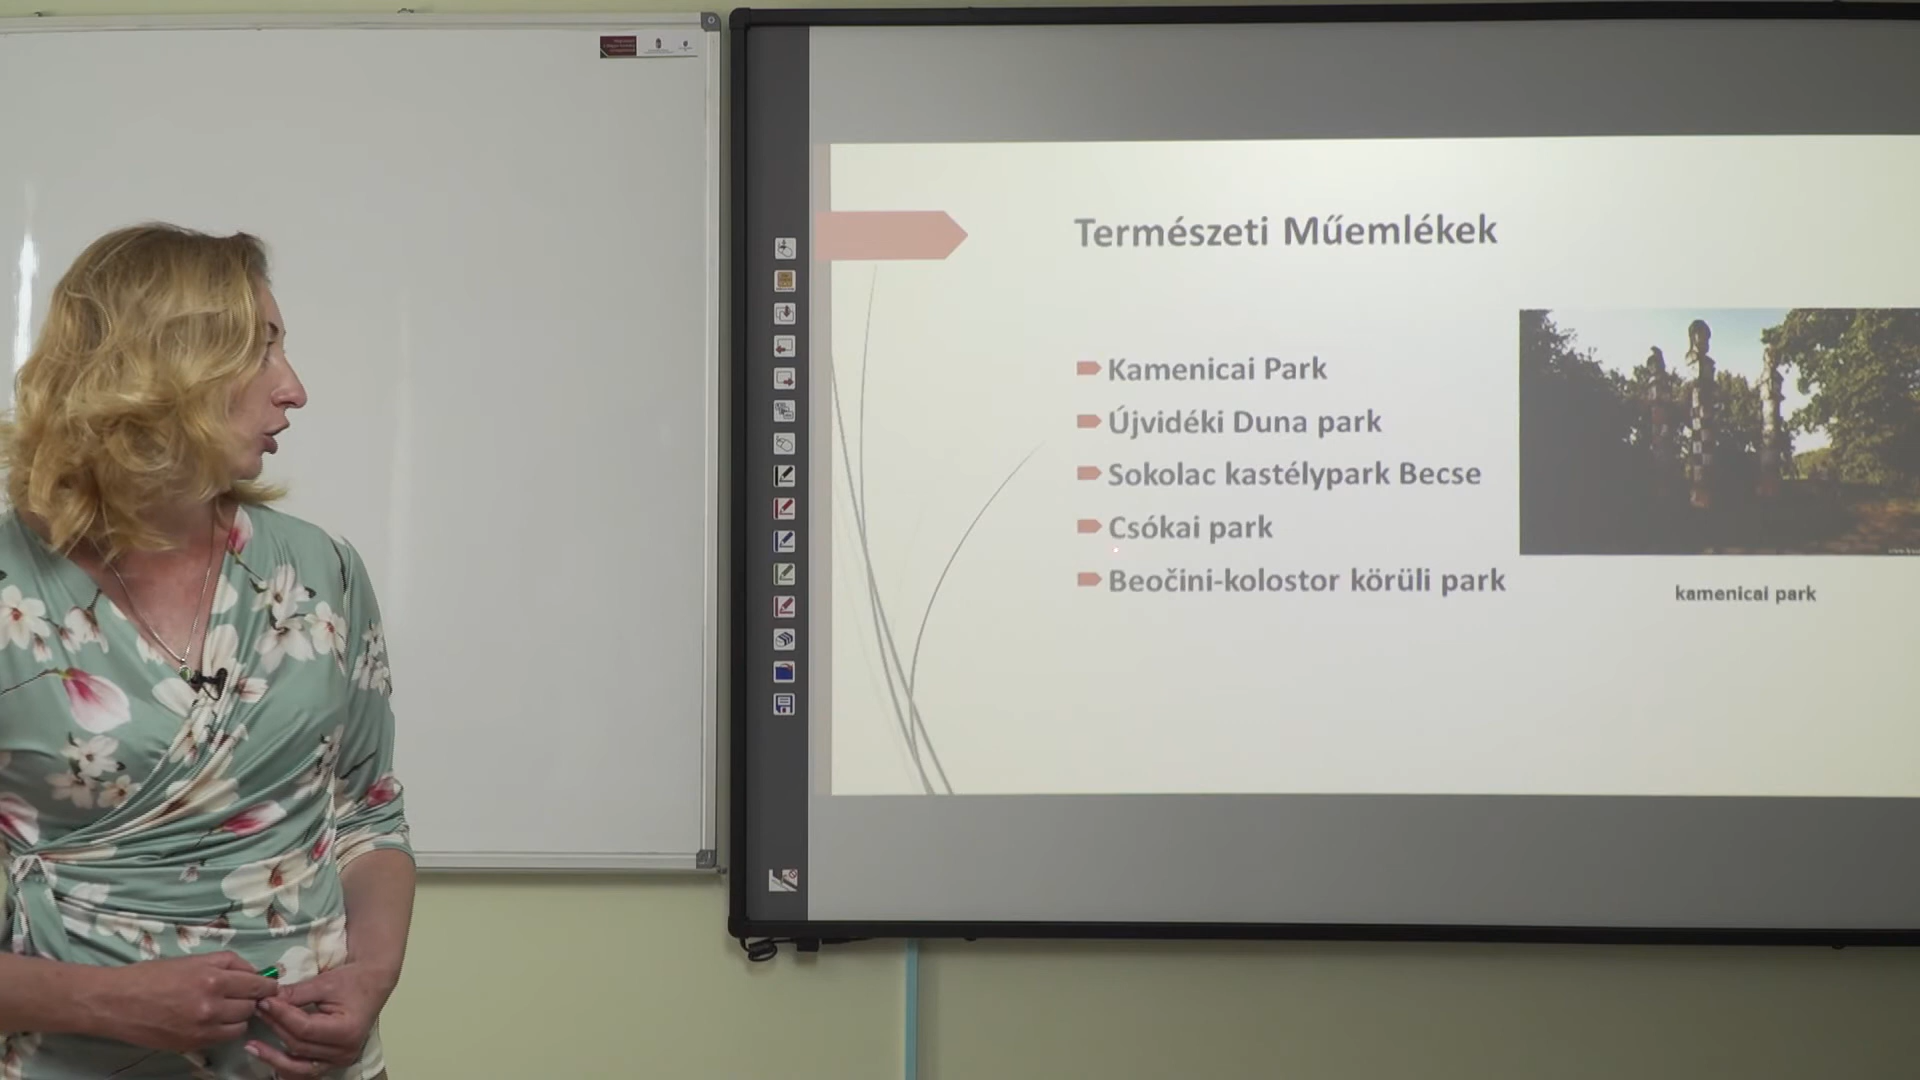 Természeti Műemlékek
Kamenicai Park
Újvidéki Duna park
Sokolac kastélypark Becse
Csókai park
Beočini-kolostor körüli park
kamenicai park